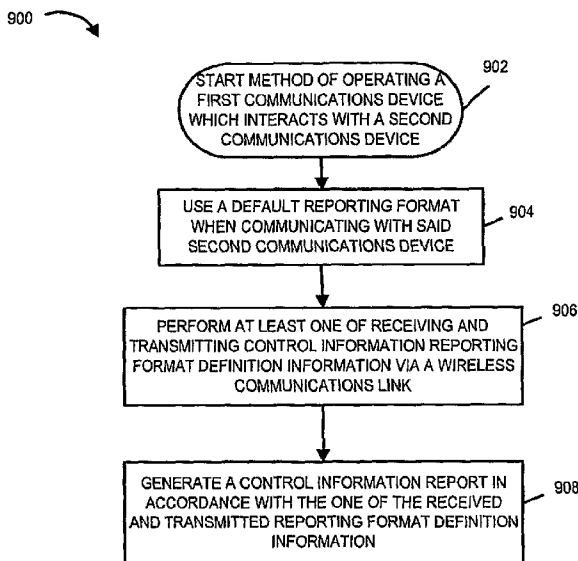 900
902
START METHOD OF OPERATING A
FIRST COMMUNICATIONS DEVICE
WHICH INTERACTS WITH A SECOND
COMMUNICATIONS DEVICE
904
USE A DEFAULT REPORTING FORMAT
WHEN COMMUNICATING WITH SAID
SECOND COMMUNICATIONS DEVICE
906
PERFORM AT LEAST ONE OF RECEIVING AND
TRANSMITTING CONTROL INFORMATION REPORTING
FORMAT DEFINITION INFORMATION VIA A WIRELESS
COMMUNICATIONS LINK
908
GENERATE A CONTROL INFORMATION REPORT IN
ACCORDANCE WITH THE ONE OF THE RECEIVED
AND TRANSMITTED REPORTING FORMAT DEFINITION
INFORMATION